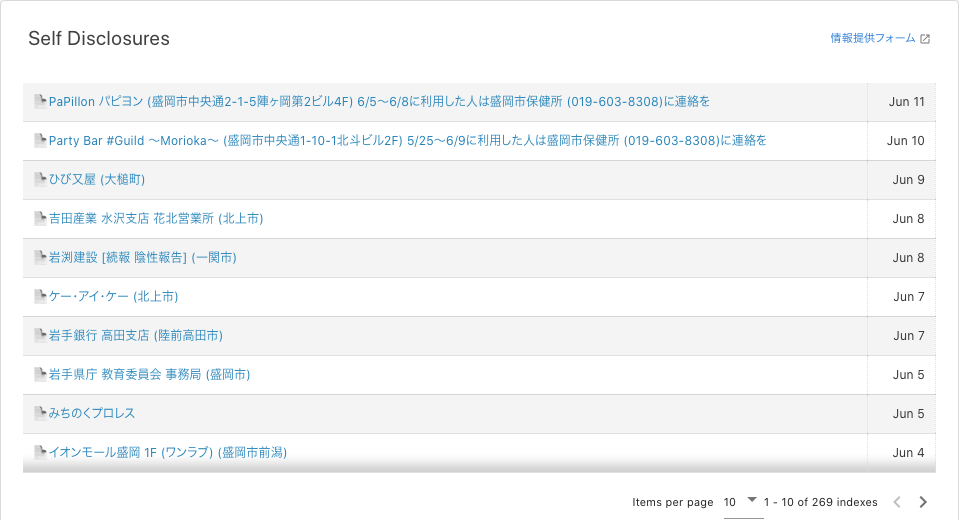 Self Disclosures
情報提供フォーム
PaPillon パピヨン (盛岡市中央通2-1-5陣ヶ岡第2ビル4F) 6/5〜6/8に利用した人は盛岡市保健所 (019-603-8308)に連絡を Jun 11
Party Bar #Guild 〜Morioka〜 (盛岡市中央通1-10-1北斗ビル2F) 5/25〜6/9に利用した人は盛岡市保健所 (019-603-8308)に連絡を Jun 10
ひび又屋 (大槌町) Jun 9
吉田産業 水沢支店 花北営業所 (北上市) Jun 8
岩渕建設 [続報 陰性報告] (一関市) Jun 8
ケー・アイ・ケー (北上市) Jun 7
岩手銀行 高田支店 (陸前高田市) Jun 7
岩手県庁 教育委員会 事務局 (盛岡市) Jun 5
みちのくプロレス Jun 5
イオンモール盛岡 1F (ワンラブ) (盛岡市前潟) Jun 4
Items per page 10 1 - 10 of 269 indexes